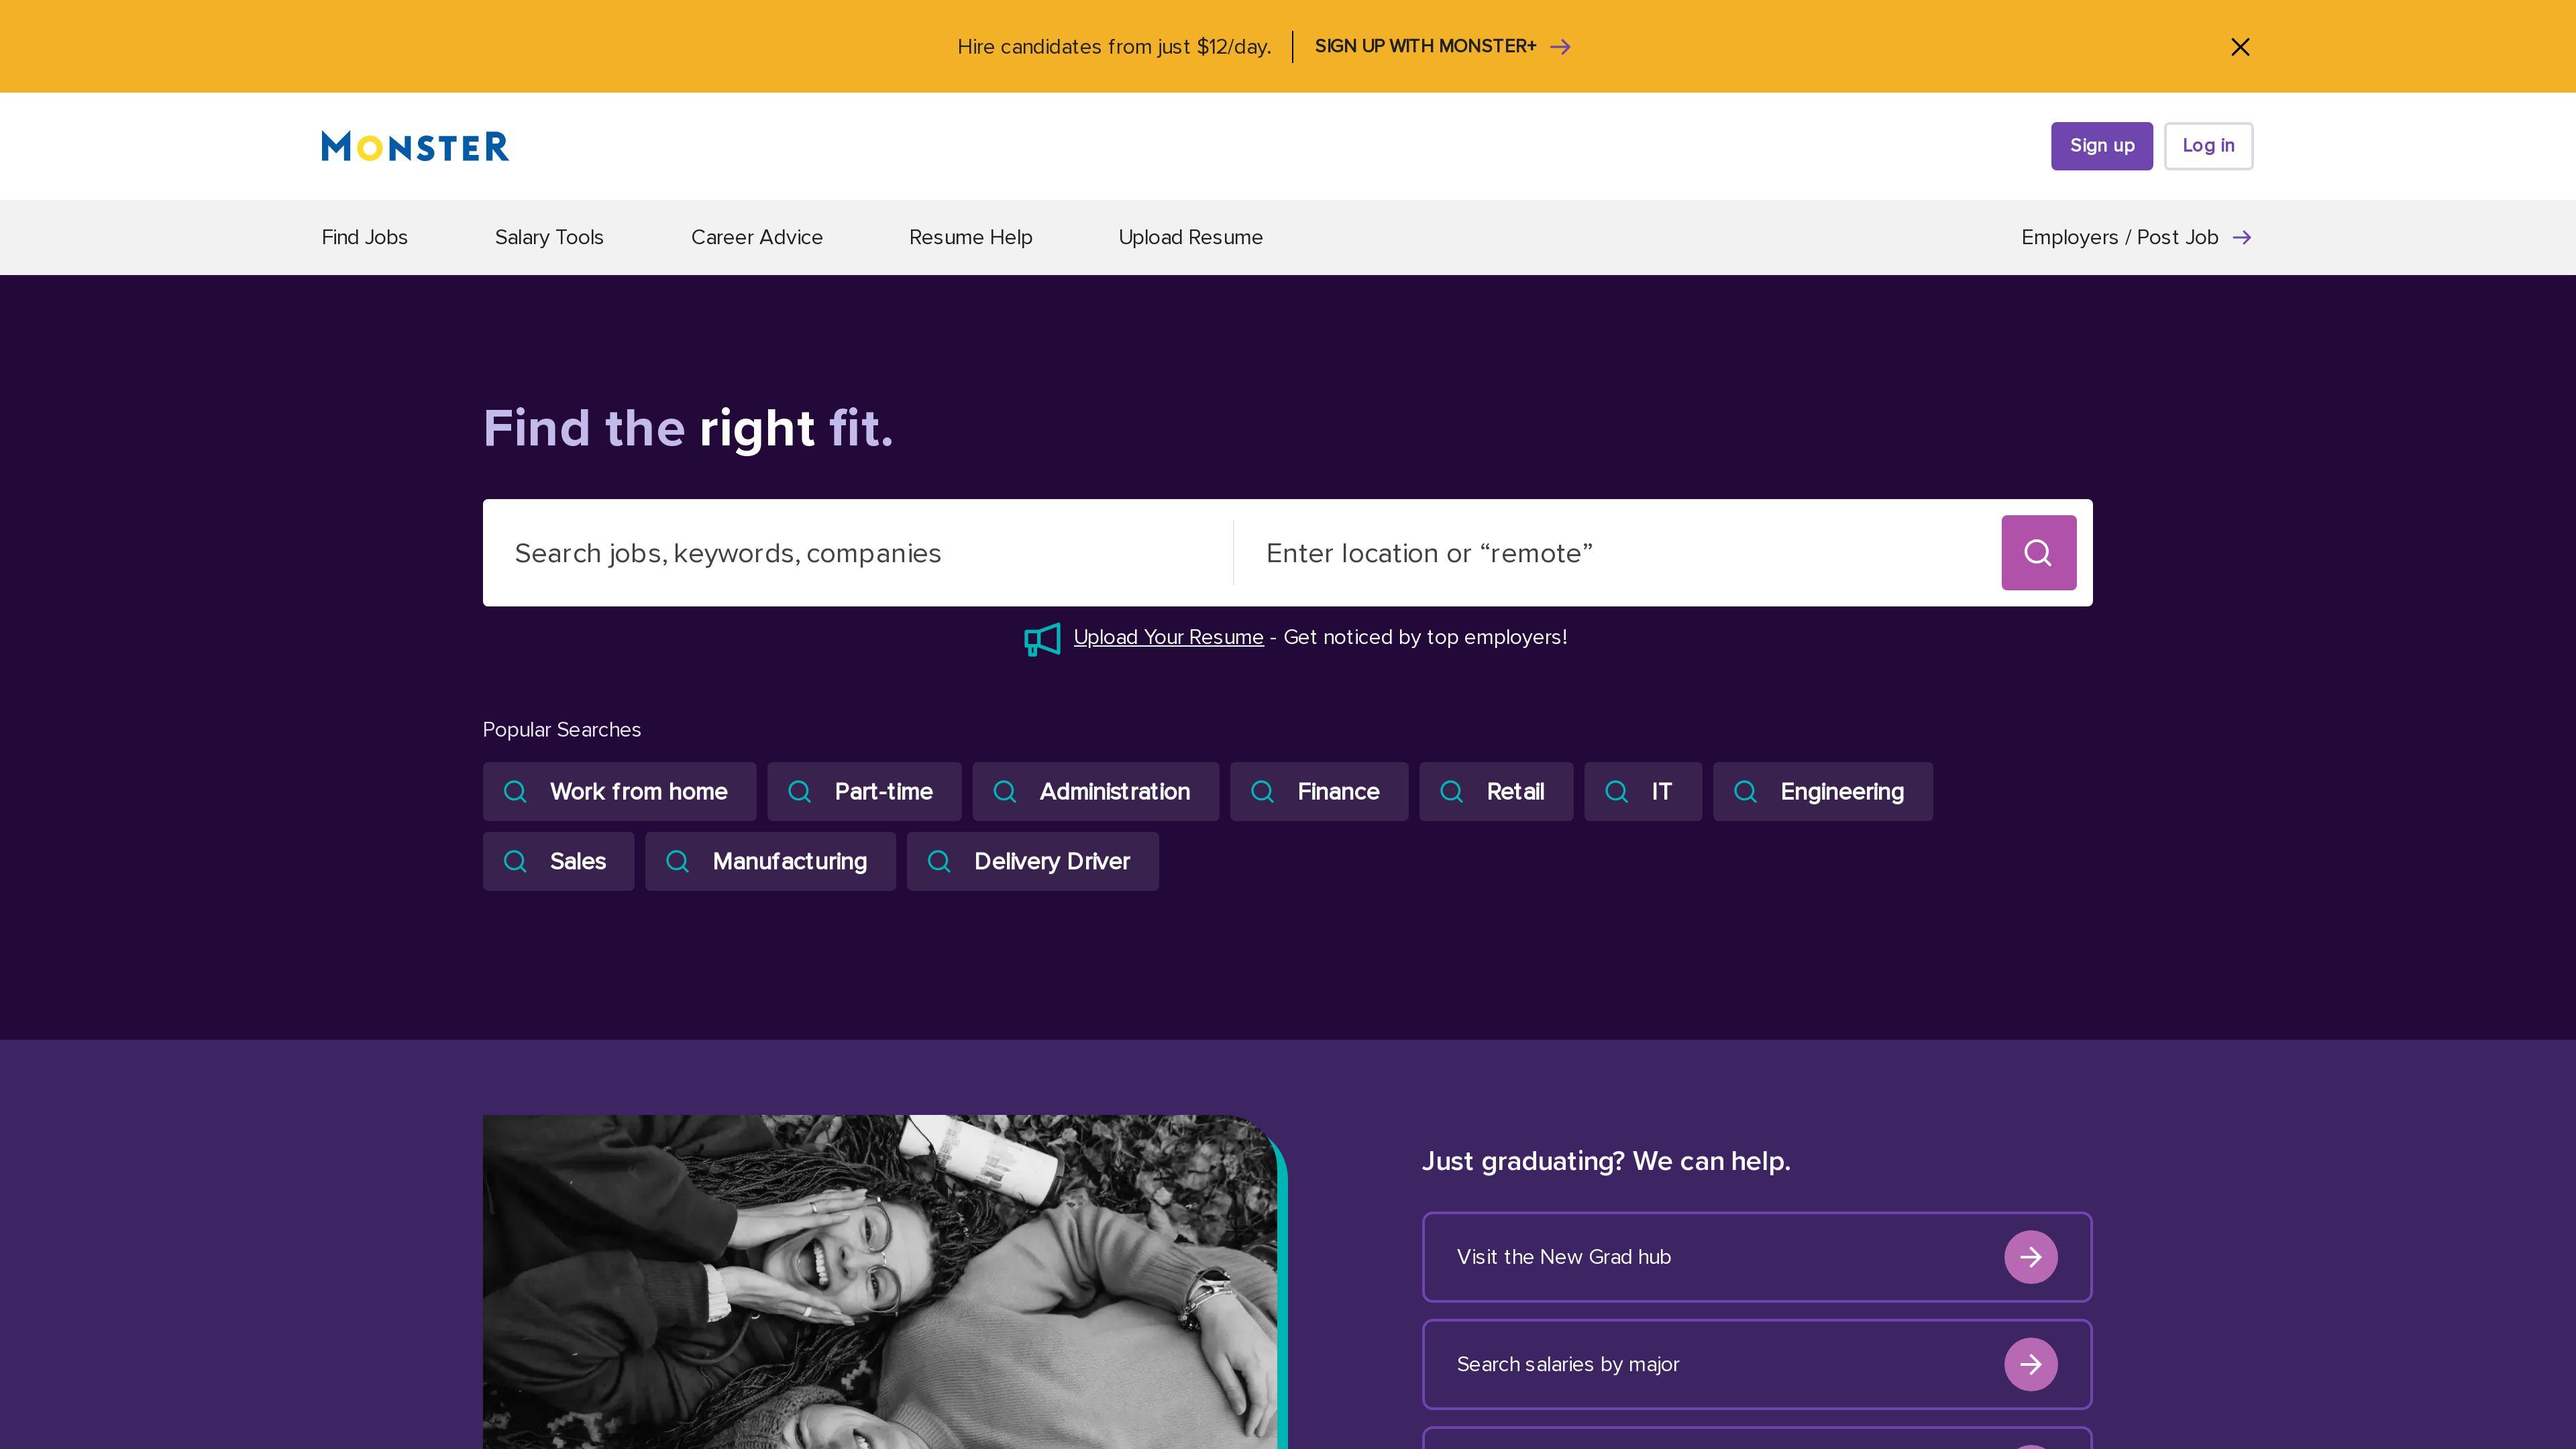 Hire candidates from just $12/day. SIGN UP WITH MONSTER+
MONSTER
Sign up Log in
Find Jobs Salary Tools Career Advice Resume Help Upload Resume Employers / Post Job
Find the right fit.
Search jobs, keywords, companies Enter location or “remote”
Upload Your Resume - Get noticed by top employers!
Popular Searches
Work from home Part-time Administration Finance Retail IT Engineering
Sales Manufacturing Delivery Driver
Just graduating? We can help.
Visit the New Grad hub
Search salaries by major